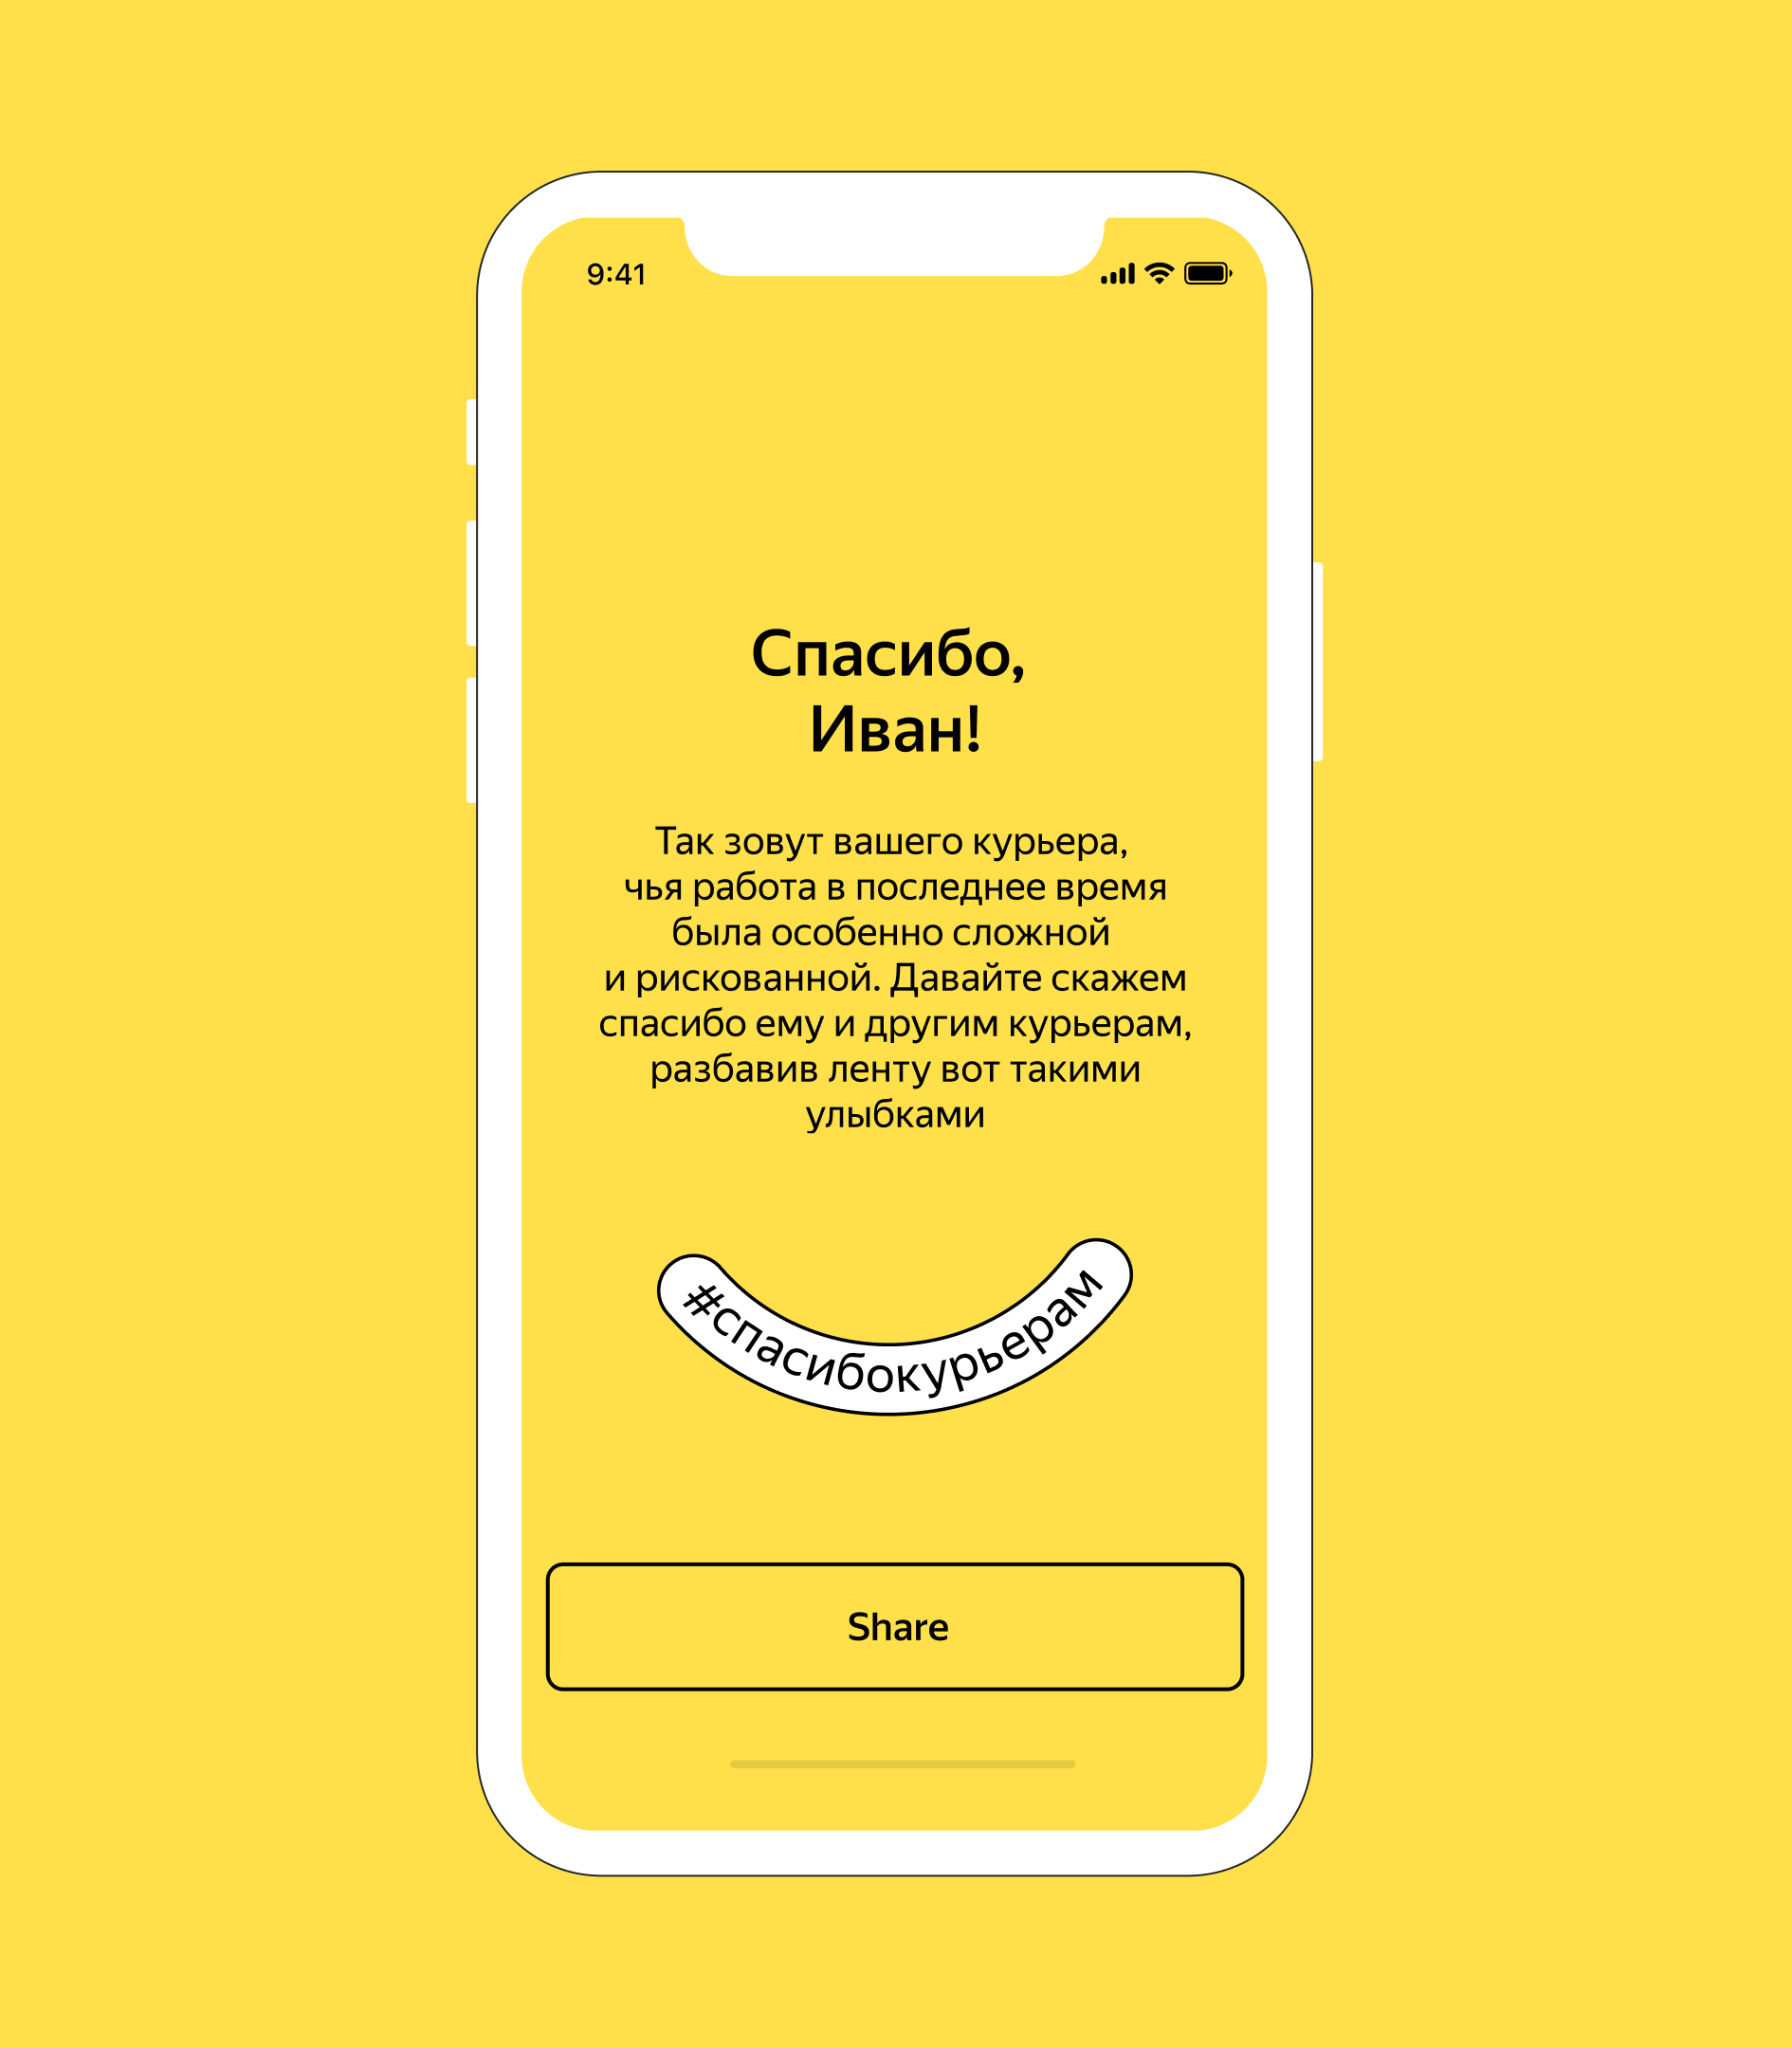 9:41
Спасибо,
Иван!
Так зовут вашего курьера,
чья работа в последнее время
была особенно сложной
и рискованной. Давайте скажем
спасибо ему и другим курьерам,
разбавив ленту вот такими
улыбками
#спасибокурьерам
Share